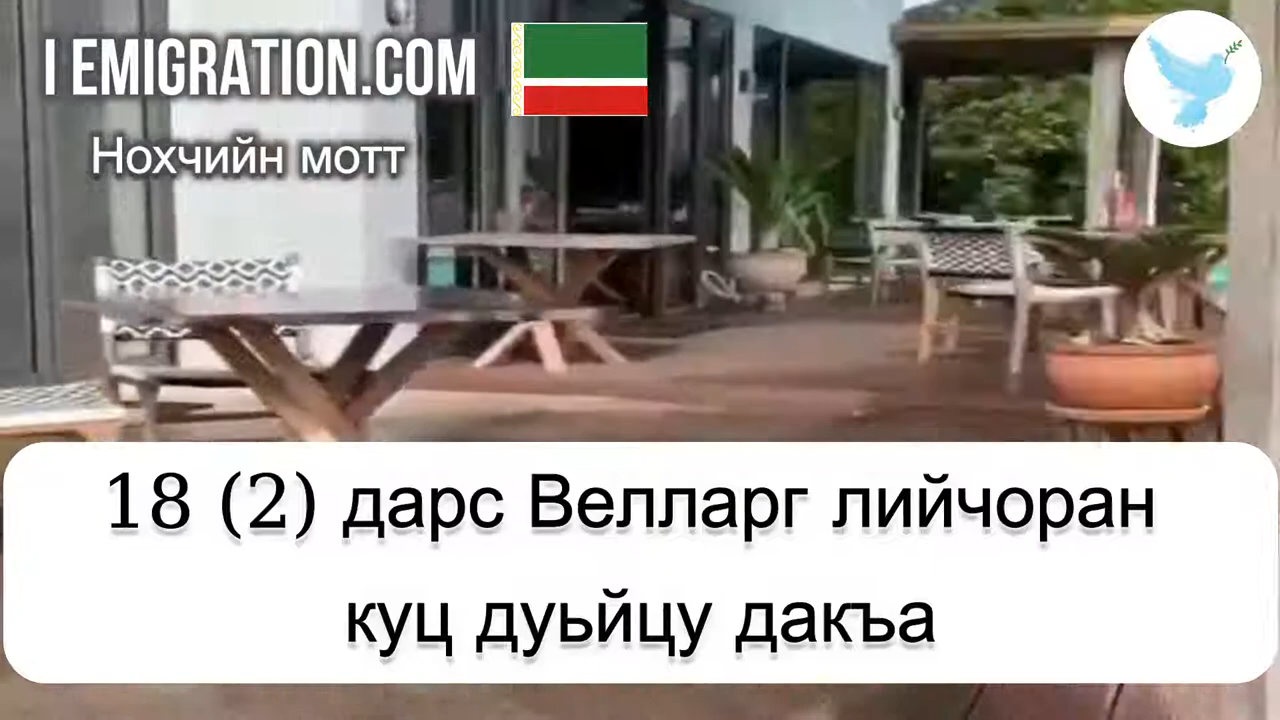 I EMIGRATION.COM
Нохчийн мотт
18 (2) дарс Велларг лийчоран
куц дуьйцу дакъа